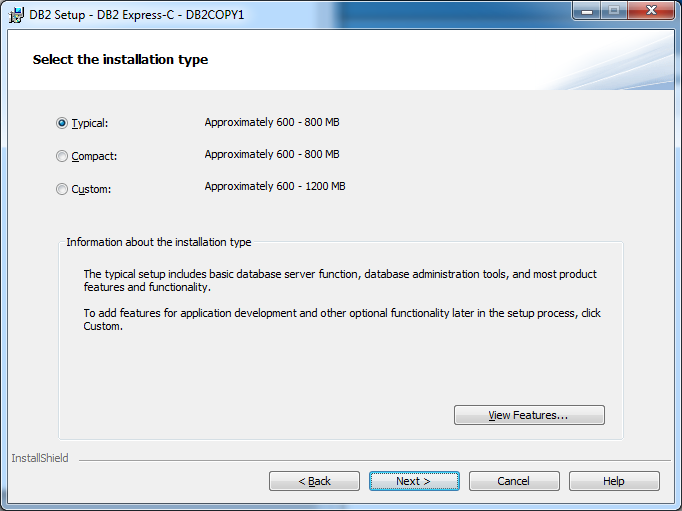 DB2 Setup - DB2 Express-C - DB2COPY1
Select the installation type
Typical: Approximately 600 - 800 MB
Compact: Approximately 600 - 800 MB
Custom: Approximately 600 - 1200 MB
Information about the installation type
The typical setup includes basic database server function, database administration tools, and most product
features and functionality.
To add features for application development and other optional functionality later in the setup process, click
Custom.
View Features...
InstallShield
< Back Next > Cancel Help